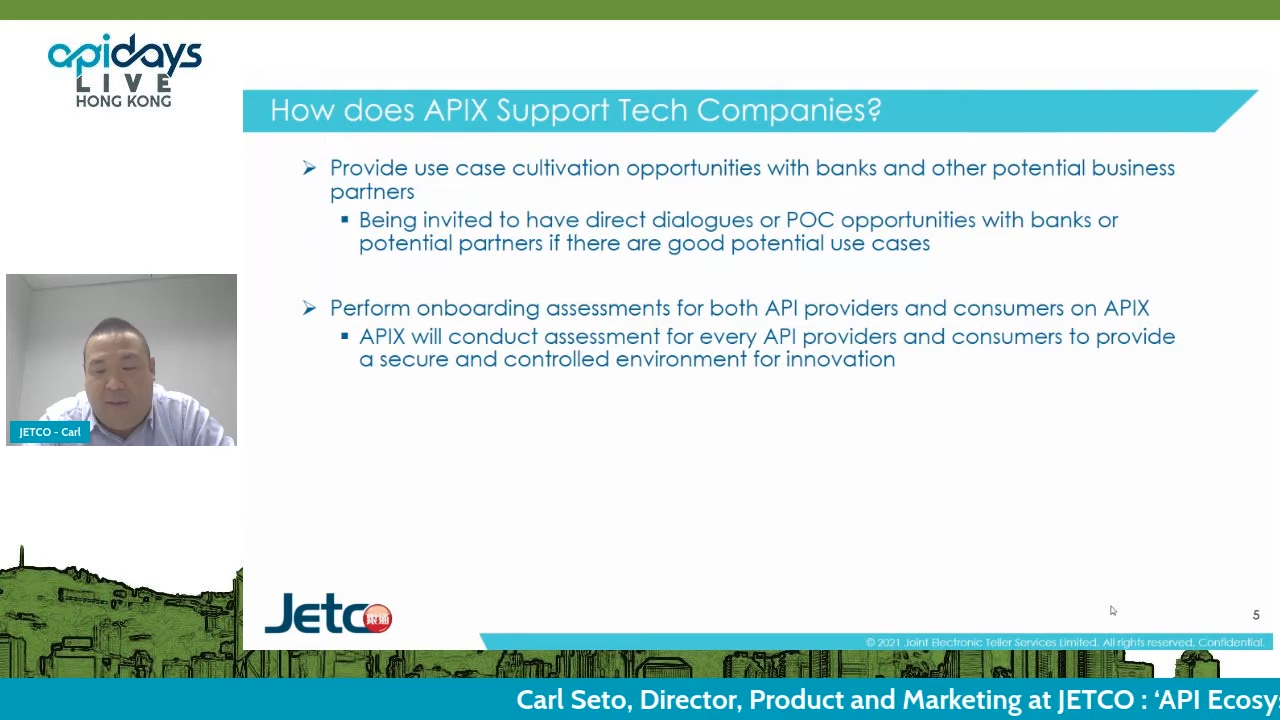 apidays
LIVE
HONG KONG
How does APIX Support Tech Companies?
➢ Provide use case cultivation opportunities with banks and other potential business
partners
▪ Being invited to have direct dialogues or POC opportunities with banks or
potential partners if there are good potential use cases
➢ Perform onboarding assessments for both API providers and consumers on APIX
▪ APIX will conduct assessment for every API providers and consumers to provide
a secure and controlled environment for innovation
JETCO - Carl
Jetco 銀通
5
© 2021 Joint Electronic Teller Services Limited. All rights reserved. Confidential.
Carl Seto, Director, Product and Marketing at JETCO : ‘API Ecosy